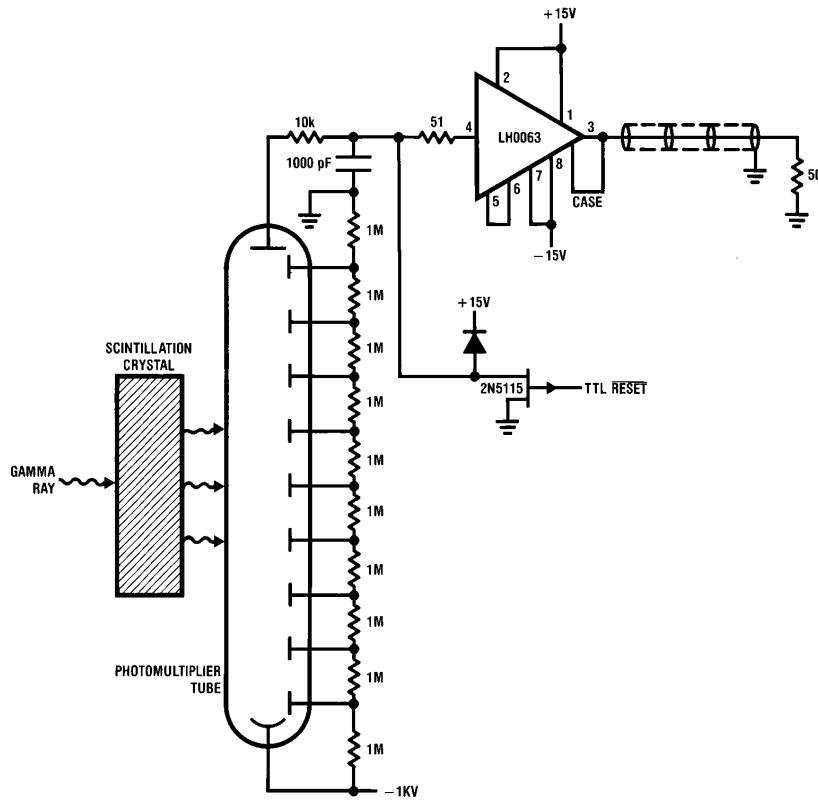 +15V
2
1
10k
51
4
LH0063
3
8
1000 pF
7
6
5
CASE
−15V
1M
1M
+15V
SCINTILLATION
CRYSTAL
1M
2N5115
TTL RESET
1M
1M
GAMMA
RAY
1M
1M
1M
PHOTOMULTIPLIER
TUBE
1M
1M
−1KV